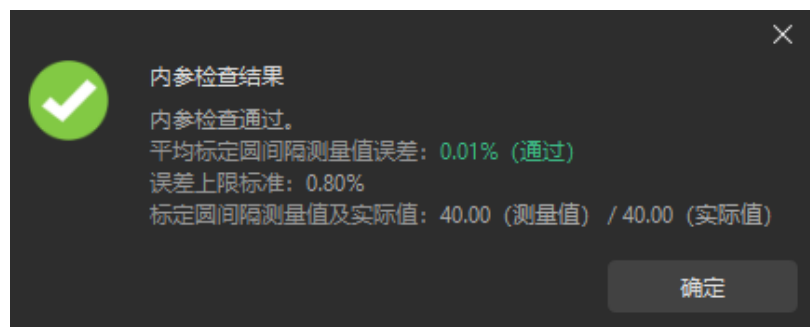 内参检查结果
内参检查通过。
平均标定圆间隔测量值误差：0.01%（通过）
误差上限标准：0.80%
标定圆间隔测量值及实际值：40.00（测量值） / 40.00（实际值）
确定